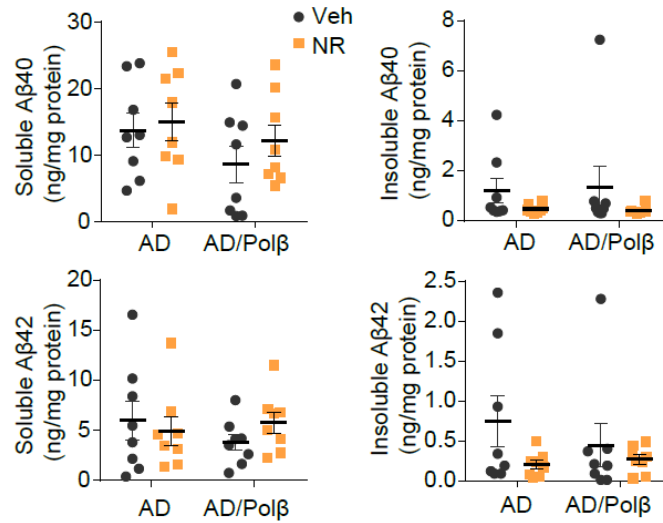 Soluble Aβ40
(ng/mg protein)
30
20
10
0
AD
AD/Polβ
Veh
NR
Insoluble Aβ40
(ng/mg protein)
8
6
4
2
0
AD
AD/Polβ
Soluble Aβ42
(ng/mg protein)
20
15
10
5
0
AD
AD/Polβ
Insoluble Aβ42
(ng/mg protein)
2.5
2.0
1.5
1.0
0.5
0.0
AD
AD/Polβ